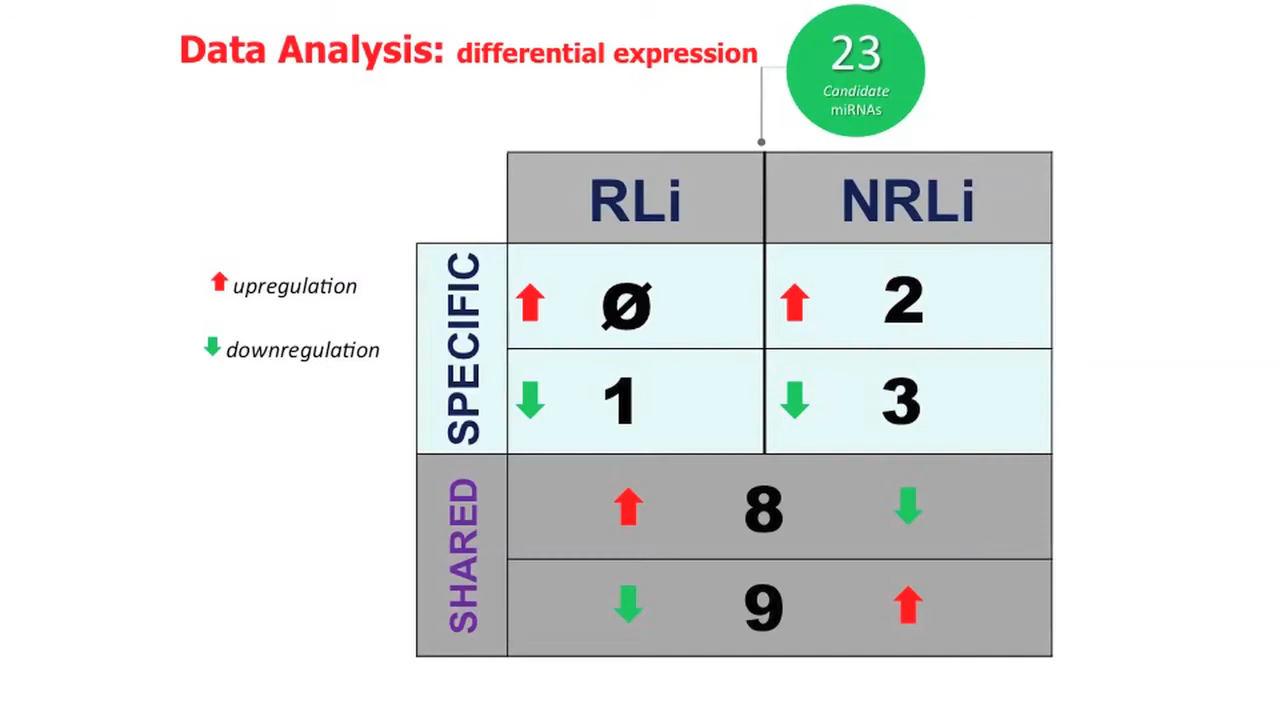 Data Analysis: differential expression
23
Candidate
miRNAs
RLi
NRLi
upregulation
downregulation
SPECIFIC
Ø
2
1
3
SHARED
8
9